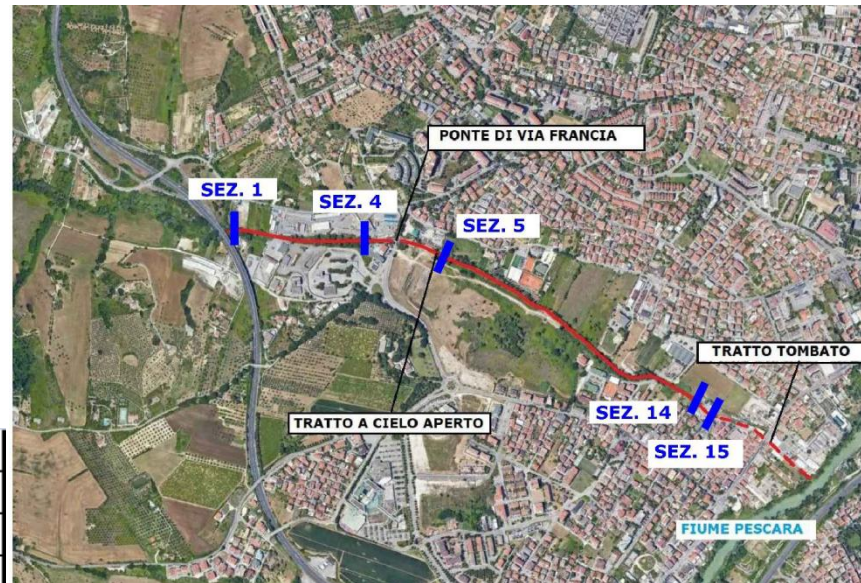 PONTE DI VIA FRANCIA
SEZ. 1
SEZ. 4
SEZ. 5
TRATTO TOMBATO
SEZ. 14
TRATTO A CIELO APERTO
SEZ. 15
FIUME PESCARA